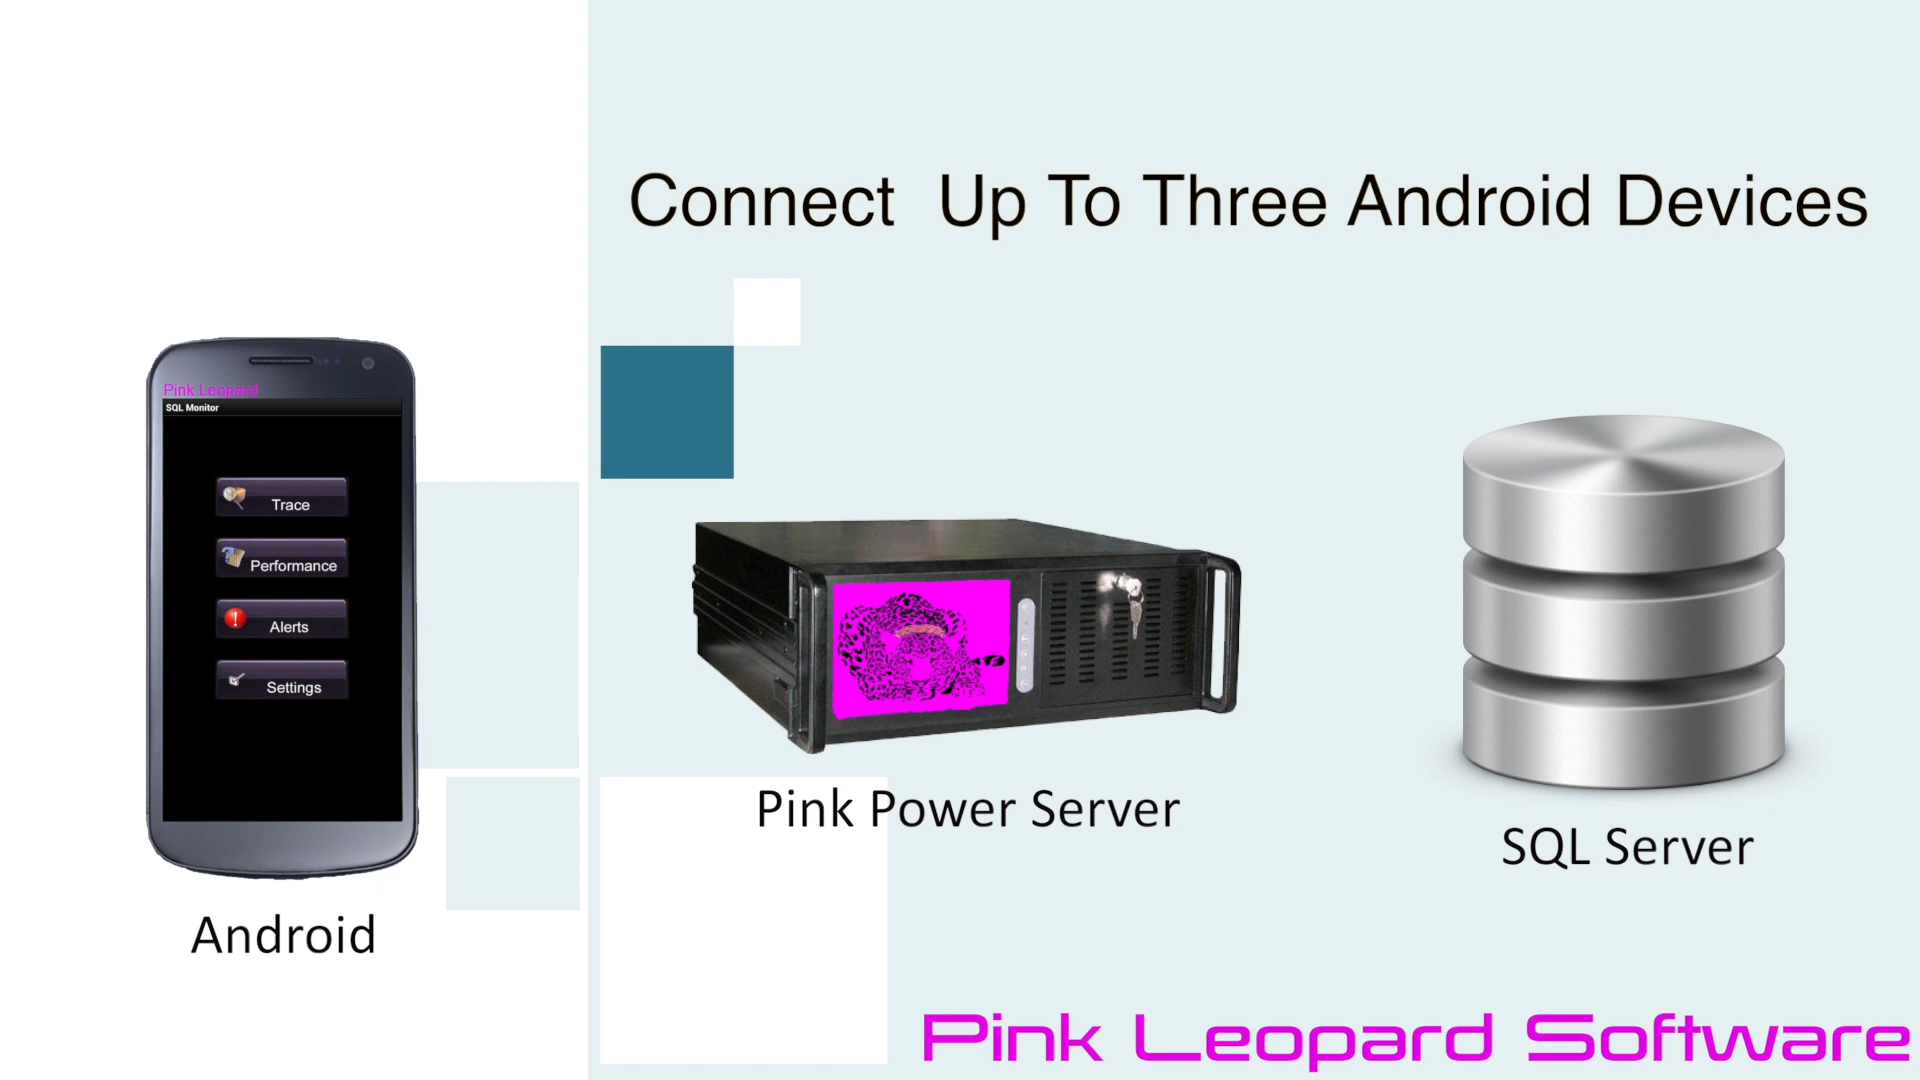 Connect  Up To Three Android Devices
Pink Leopard
SQL Monitor
Trace
Performance
Alerts
Settings
Android
Pink Power Server
SQL Server
Pink Leopard Software